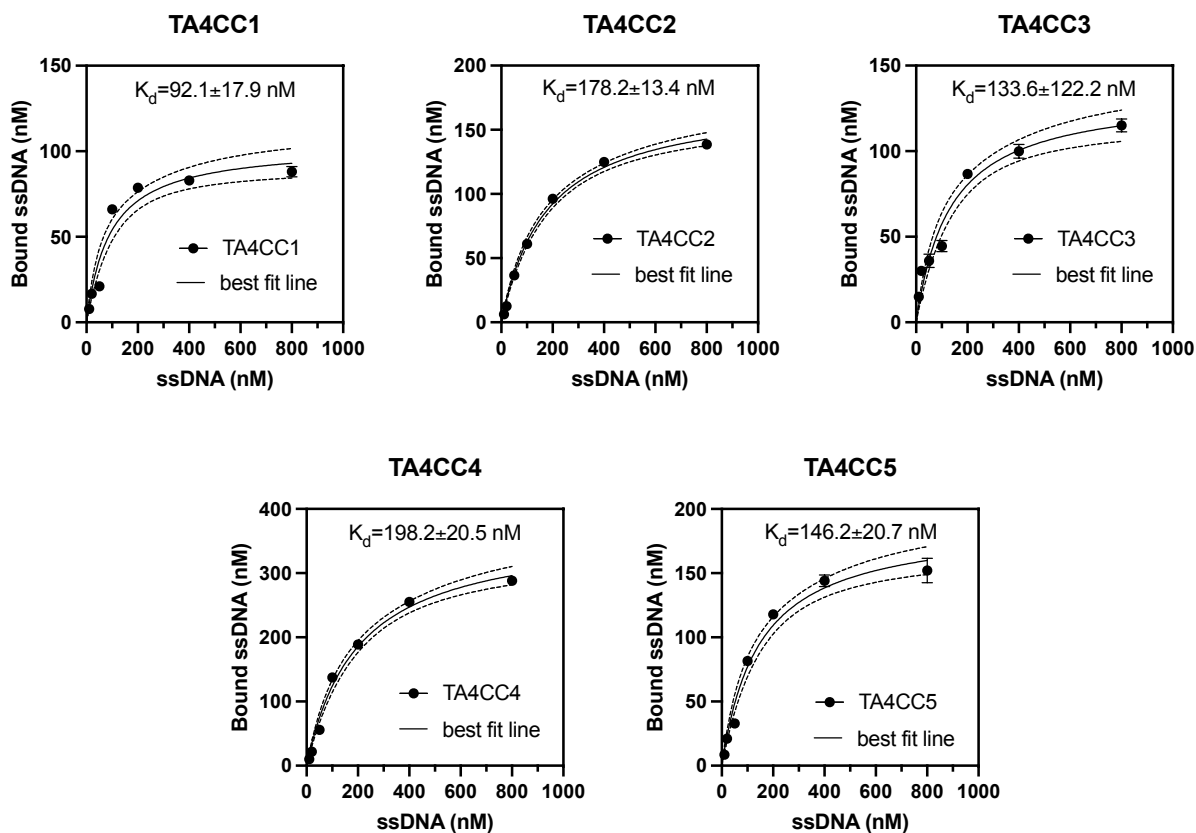 TA4CC1
Bound ssDNA (nM)
150
100
50
0
Kd=92.1±17.9 nM
TA4CC1
best fit line
0 200 400 600 800 1000
ssDNA (nM)
TA4CC2
Bound ssDNA (nM)
200
150
100
50
0
Kd=178.2±13.4 nM
TA4CC2
best fit line
0 200 400 600 800 1000
ssDNA (nM)
TA4CC3
Bound ssDNA (nM)
150
100
50
0
Kd=133.6±122.2 nM
TA4CC3
best fit line
0 200 400 600 800 1000
ssDNA (nM)
TA4CC4
Bound ssDNA (nM)
400
300
200
100
0
Kd=198.2±20.5 nM
TA4CC4
best fit line
0 200 400 600 800 1000
ssDNA (nM)
TA4CC5
Bound ssDNA (nM)
200
150
100
50
0
Kd=146.2±20.7 nM
TA4CC5
best fit line
0 200 400 600 800 1000
ssDNA (nM)